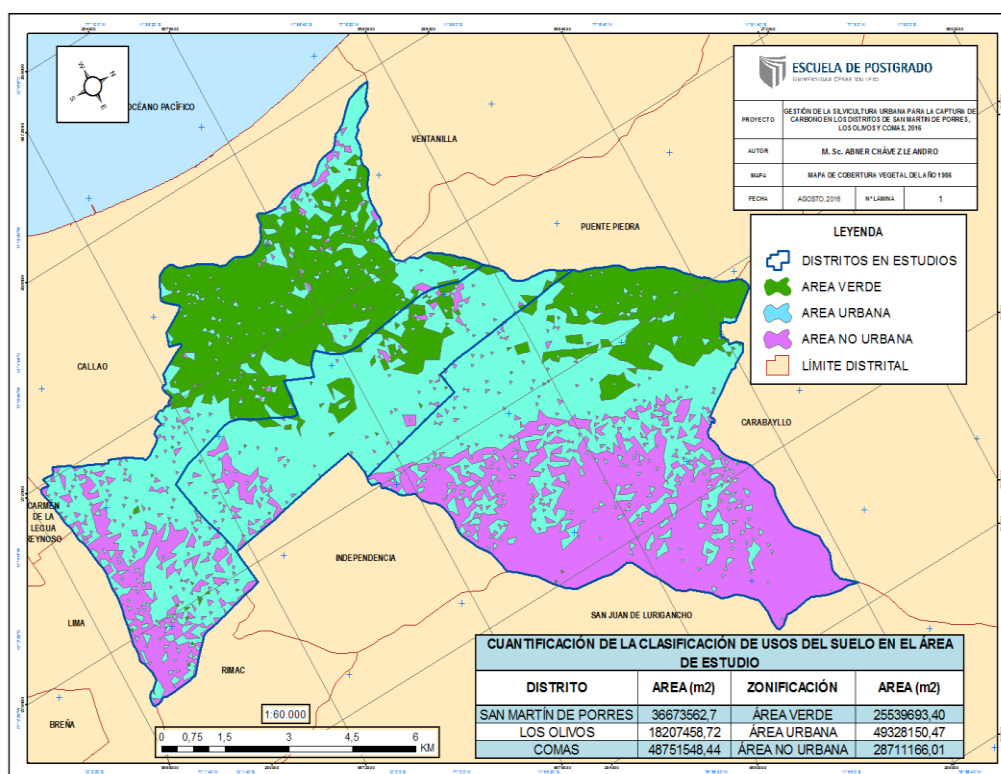 ESCUELA DE POSTGRADO
UNIVERSIDAD CÉSAR VALLEJO
PROYECTO
GESTIÓN DE LA SILVICULTURA URBANA PARA LA CAPTURA DE
CARBONO EN LOS DISTRITOS DE SAN MARTIN DE PORRES,
LOS OLIVOS Y COMAS, 2016
AUTOR
M. Sc. ABNER CHÁVEZ LEANDRO
MAPA
MAPA DE COBERTURA VEGETAL DEL AÑO 1986
FECHA
AGOSTO, 2016
N° LÁMINA
1
LEYENDA
DISTRITOS EN ESTUDIOS
AREA VERDE
AREA URBANA
AREA NO URBANA
LÍMITE DISTRITAL
W
N
S
E
OCÉANO PACÍFICO
VENTANILLA
PUENTE PIEDRA
CALLAO
CARABAYLLO
CARMEN
DE LA
LEGUA
REYNOSO
INDEPENDENCIA
SAN JUAN DE LURIGANCHO
LIMA
RIMAC
BREÑA
1:60.000
0 0,75 1,5 3 4,5 6
KM
CUANTIFICACIÓN DE LA CLASIFICACIÓN DE USOS DEL SUELO EN EL ÁREA
DE ESTUDIO
DISTRITO AREA (m2) ZONIFICACIÓN AREA (m2)
SAN MARTÍN DE PORRES 36673562,7 ÁREA VERDE 25539693,40
LOS OLIVOS 18207458,72 ÁREA URBANA 49328150,47
COMAS 48751548,44 ÁREA NO URBANA 28711166,01